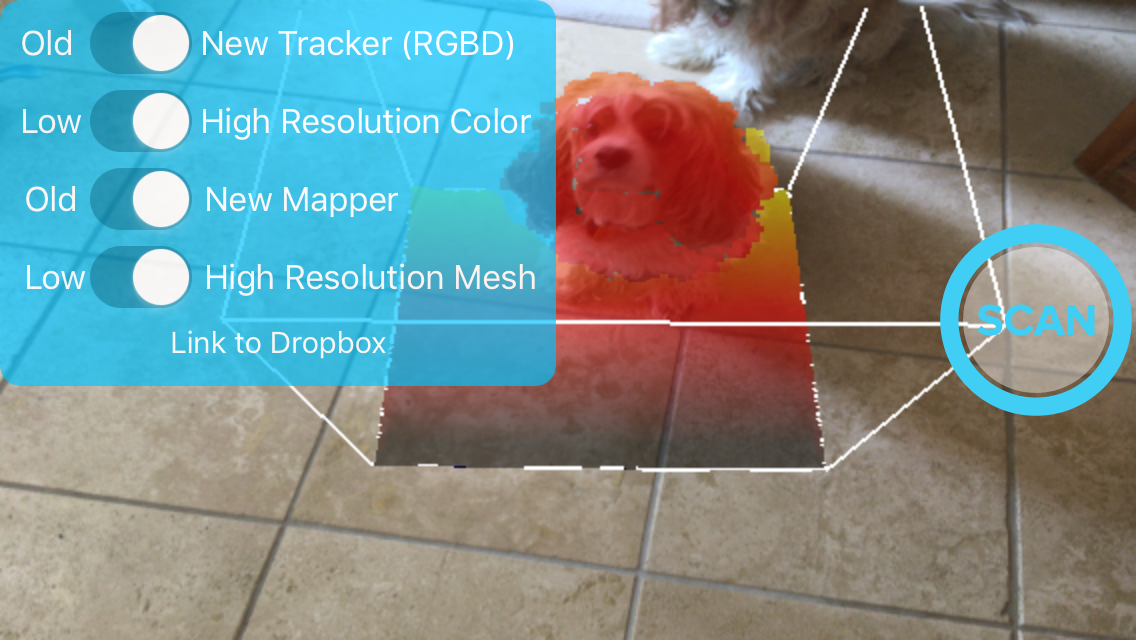 Old New Tracker (RGBD)
Low High Resolution Color
Old New Mapper
Low High Resolution Mesh
Link to Dropbox
SCAN